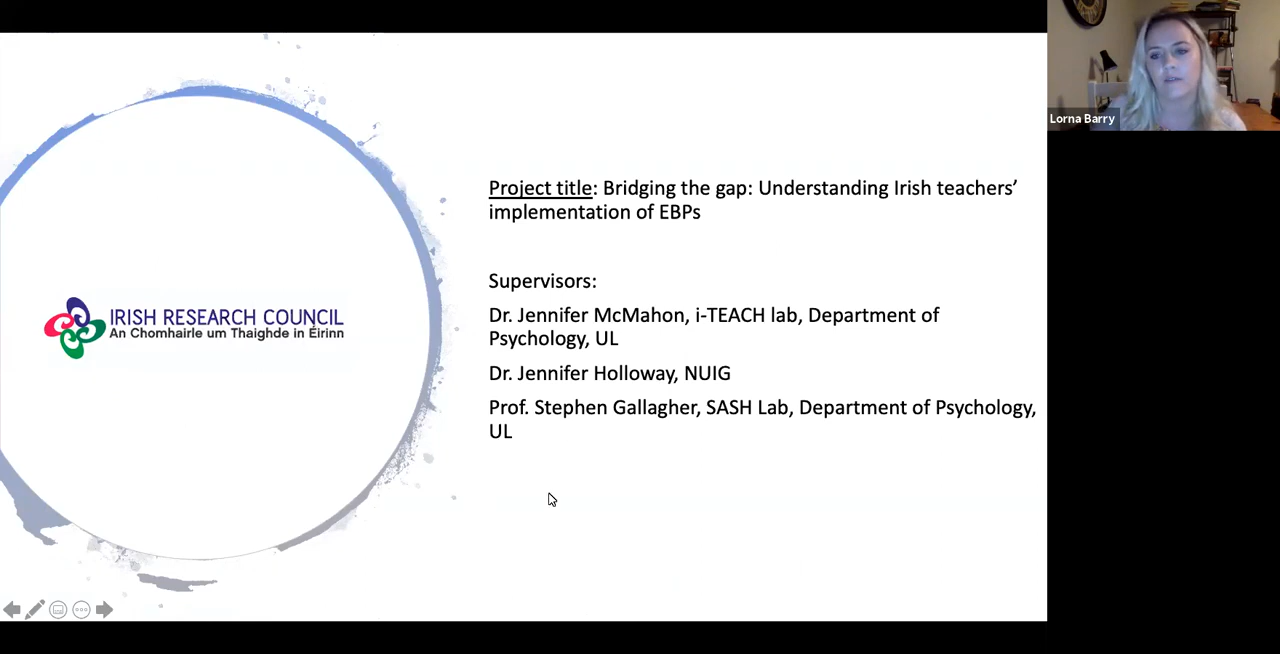 Lorna Barry
Project title: Bridging the gap: Understanding Irish teachers’
implementation of EBPs
Supervisors:
Dr. Jennifer McMahon, i-TEACH lab, Department of
Psychology, UL
Dr. Jennifer Holloway, NUIG
Prof. Stephen Gallagher, SASH Lab, Department of Psychology,
UL
IRISH RESEARCH COUNCIL
An Chomhairle um Thaighde in Éirinn